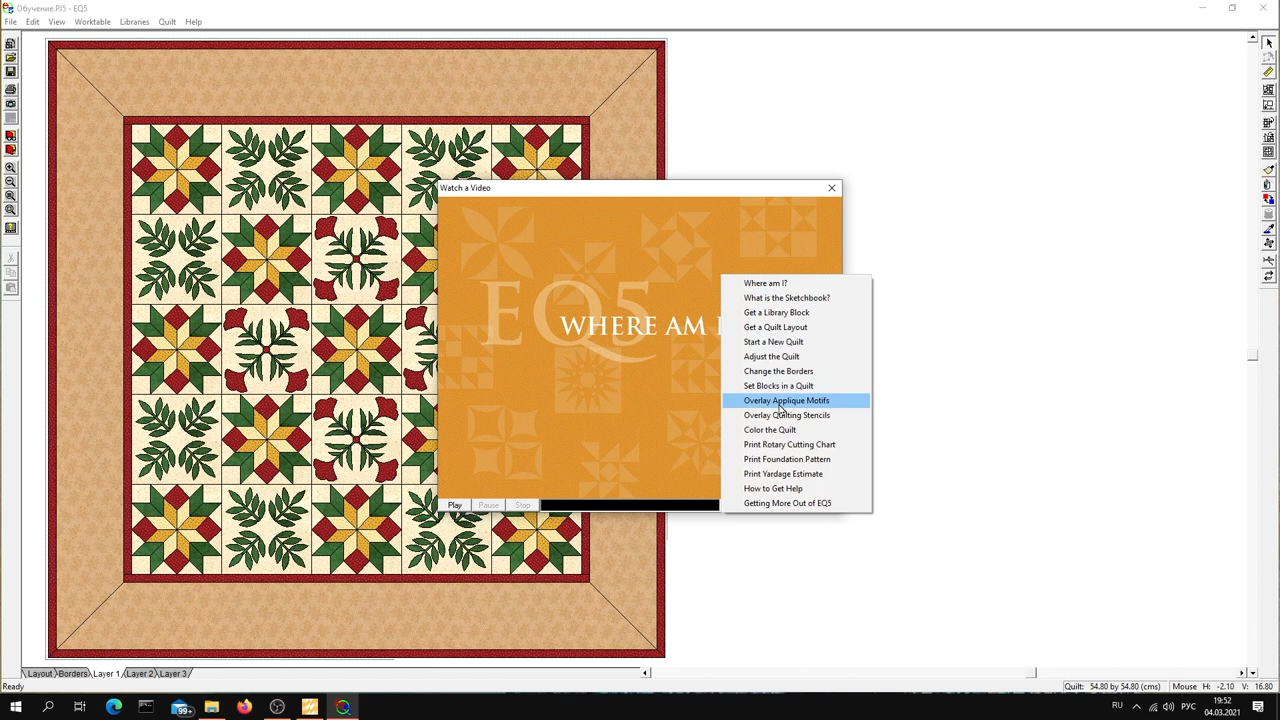 Обучение.PJ5 - EQ5
File Edit View Worktable Libraries Quilt Help
Watch a Video
EQ5
WHERE AM I
Where am I?
What is the Sketchbook?
Get a Library Block
Get a Quilt Layout
Start a New Quilt
Adjust the Quilt
Change the Borders
Set Blocks in a Quilt
Overlay Applique Motifs
Overlay Quilting Stencils
Color the Quilt
Print Rotary Cutting Chart
Print Foundation Pattern
Print Yardage Estimate
How to Get Help
Getting More Out of EQ5
Play Pause Stop
Layout Borders Layer 1 Layer 2 Layer 3
Ready Quilt: 54.80 by 54.80 (cms) Mouse H: -2.10 V: 16.80
99+
RU РУС
19:52
04.03.2021